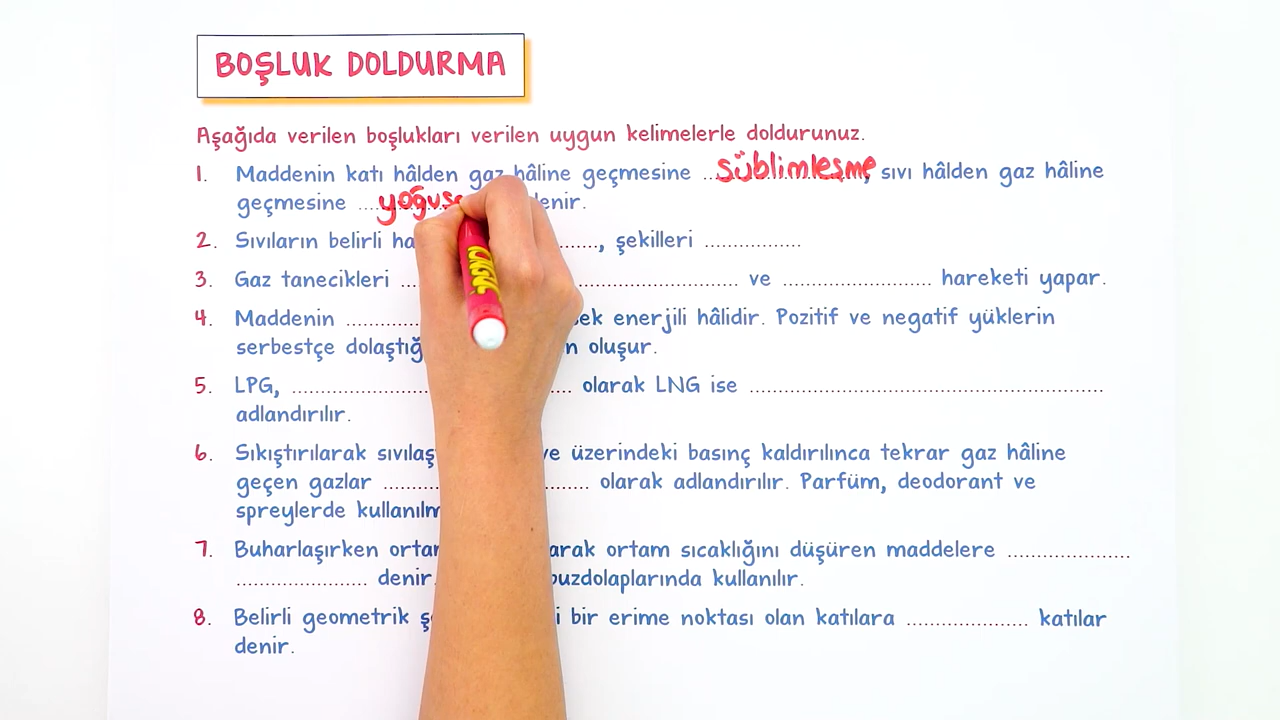 BOŞLUK DOLDURMA
Aşağıda verilen boşlukları verilen uygun kelimelerle doldurunuz.
1. Maddenin katı hâlden gaz hâline geçmesine süblimleşme, sıvı hâlden gaz hâline
geçmesine .... denir.
2. Sıvıların belirli ...., şekilleri ....
3. Gaz tanecikleri .... ve .... hareketi yapar.
4. Maddenin .... enerjili hâlidir. Pozitif ve negatif yüklerin
serbestçe oluşur.
5. LPG, .... olarak LNG ise ....
adlandırılır.
6. Sıkıştırılarak ve üzerindeki basınç kaldırılınca tekrar gaz hâline
geçen gazlar .... olarak adlandırılır. Parfüm, deodorant ve
spreylerde
7. Buharlaşırken ortam sıcaklığını düşüren maddelere ....
.... denir. buzdolaplarında kullanılır.
8. Belirli geometrik bir erime noktası olan katılara .... katılar
denir.